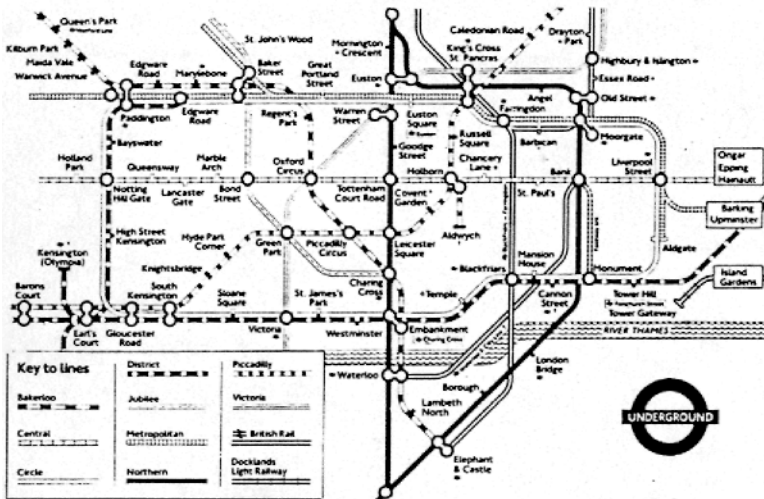 Queen's Park
Kilburn Park
Maida Vale
Warwick Avenue
Edgware
Road
Marylebone
St. John's Wood
Baker
Street
Great
Portland
Street
Mornington
Crescent
Euston
Caledonian Road
King's Cross
St. Pancras
Drayton
Park
Highbury & Islington
Essex Road
Old Street
Angel
Farringdon
Paddington
Edgware
Road
Regent's
Park
Warren
Street
Euston
Square
Russell
Square
Barbican
Moorgate
Bayswater
Goodge
Street
Holland
Park
Queensway
Marble
Arch
Oxford
Circus
Holborn
Chancery
Lane
Bank
Liverpool
Street
Ongar
Epping
Hainault
Notting
Hill Gate
Lancaster
Gate
Bond
Street
Tottenham
Court Road
Covent
Garden
St. Paul's
Barking
Upminster
High Street
Kensington
Hyde Park
Corner
Green
Park
Piccadilly
Circus
Leicester
Square
Aldwych
Mansion
House
Aldgate
Kensington
(Olympia)
Knightsbridge
Charing
Cross
Blackfriars
Monument
Island
Gardens
Barons
Court
South
Kensington
Sloane
Square
St. James's
Park
Temple
Cannon
Street
Tower Hill
Fenchurch Street
Tower Gateway
Earl's
Court
Gloucester
Road
Victoria
Westminster
Embankment
Charing Cross
RIVER THAMES
Waterloo
London
Bridge
Borough
Lambeth
North
Elephant
& Castle
Key to lines
Bakerloo
Central
Circle
District
Jubilee
Metropolitan
Northern
Piccadilly
Victoria
British Rail
Docklands
Light Railway
UNDERGROUND